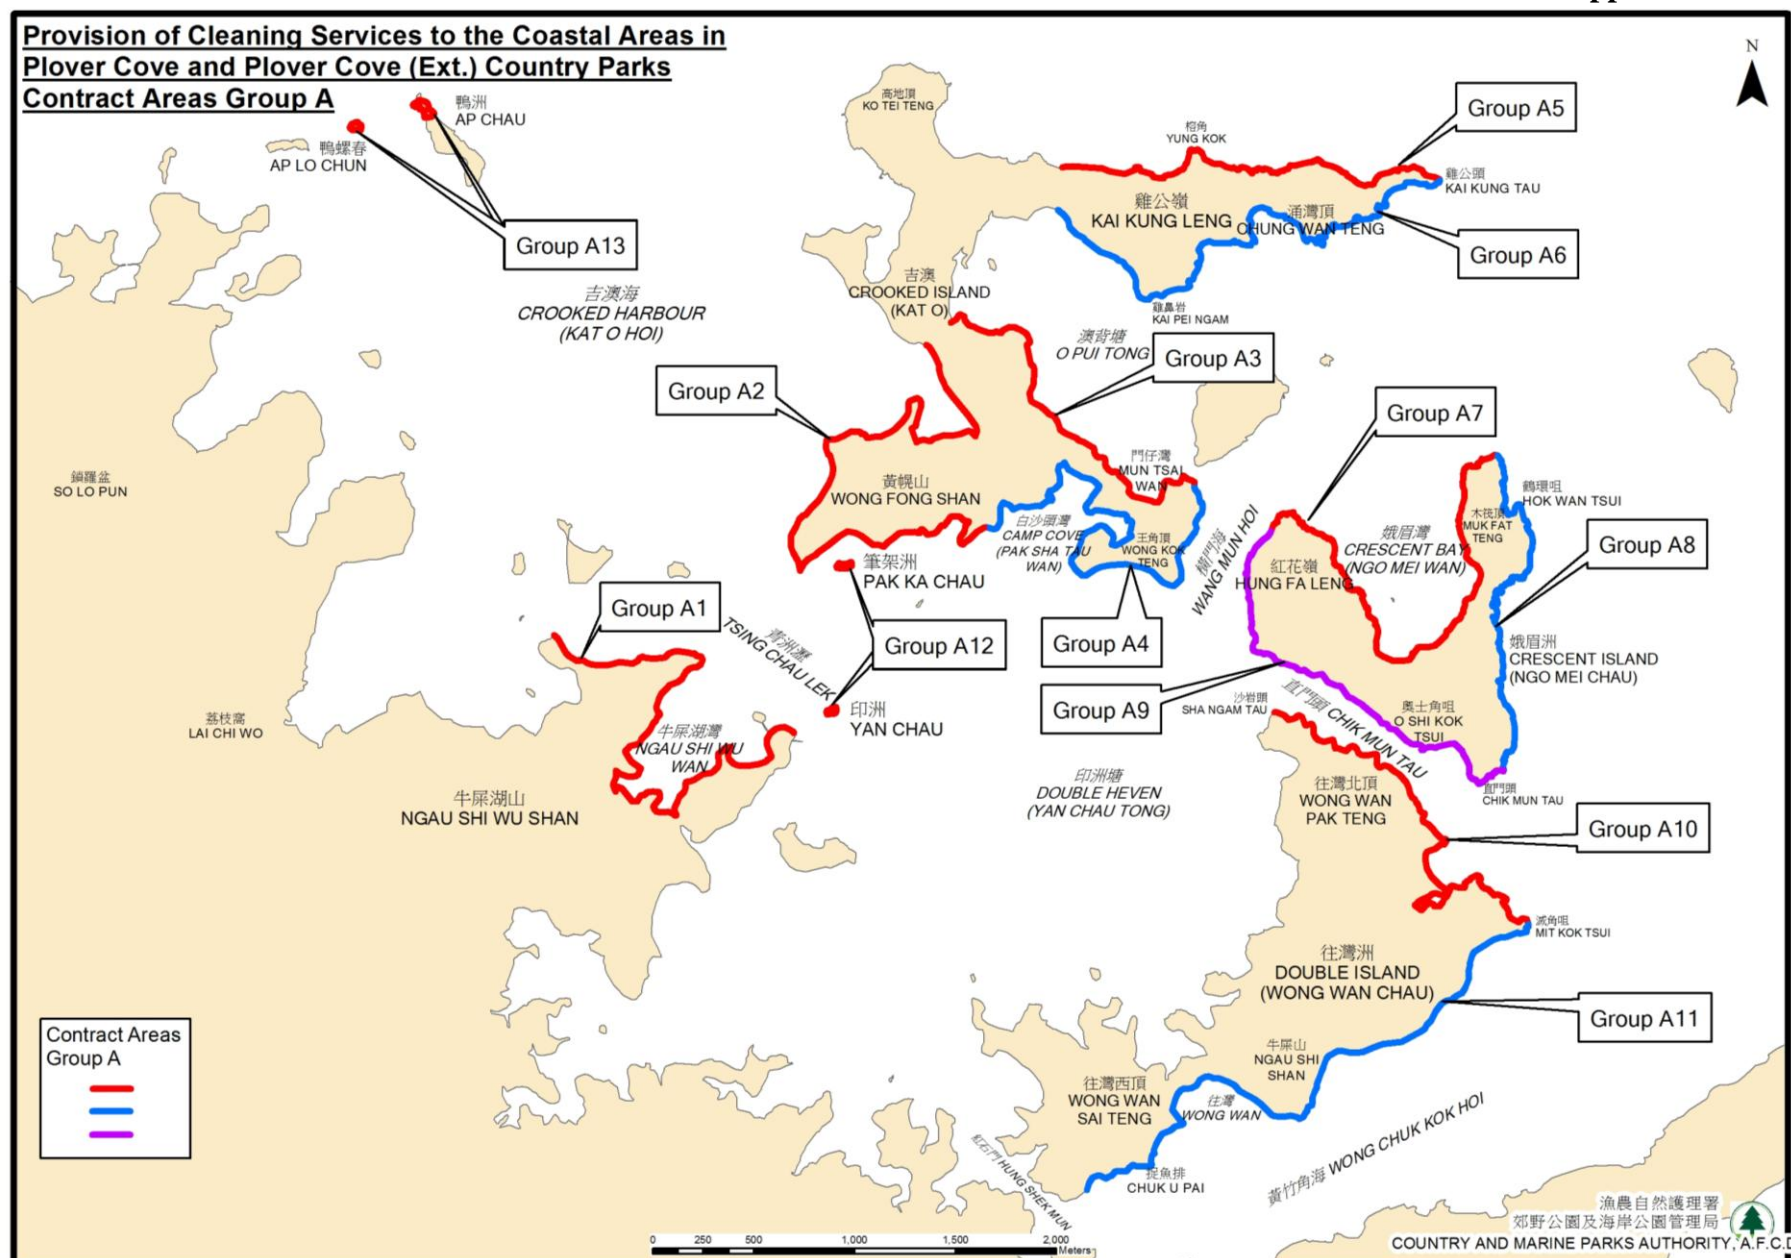 Provision of Cleaning Services to the Coastal Areas in
Plover Cove and Plover Cove (Ext.) Country Parks
Contract Areas Group A
N
鴨洲
AP CHAU
鴨螺春
AP LO CHUN
Group A13
高地頂
KO TEI TENG
榕角
YUNG KOK
Group A5
雞公頭
KAI KUNG TAU
雞公嶺
KAI KUNG LENG
涌灣頂
CHUNG WAN TENG
Group A6
雞鼻岩
KAI PEI NGAM
吉澳
CROOKED ISLAND
(KAT O)
吉澳海
CROOKED HARBOUR
(KAT O HOI)
澳背塘
O PUI TONG
Group A3
Group A2
Group A7
鎖羅盆
SO LO PUN
黃幌山
WONG FONG SHAN
門仔灣
MUN TSAI
WAN
白沙頭灣
CAMP COVE
(PAK SHA TAU
WAN)
王角頂
WONG KOK
TENG
橫門海
WANG MUN HOI
鶴環咀
HOK WAN TSUI
木筏頂
MUK FAT
TENG
娥眉灣
CRESCENT BAY
(NGO MEI WAN)
紅花嶺
HUNG FA LENG
Group A8
筆架洲
PAK KA CHAU
Group A1
青洲瀝
TSING CHAU LEK
Group A12
Group A4
娥眉洲
CRESCENT ISLAND
(NGO MEI CHAU)
Group A9
沙岩頭
SHA NGAM TAU
直門頭 CHIK MUN TAU
奧士角咀
O SHI KOK
TSUI
直門頭
CHIK MUN TAU
荔枝窩
LAI CHI WO
牛屎湖灣
NGAU SHI WU
WAN
印洲
YAN CHAU
牛屎湖山
NGAU SHI WU SHAN
印洲塘
DOUBLE HEVEN
(YAN CHAU TONG)
往灣北頂
WONG WAN
PAK TENG
Group A10
滅角咀
MIT KOK TSUI
往灣洲
DOUBLE ISLAND
(WONG WAN CHAU)
Group A11
牛屎山
NGAU SHI
SHAN
往灣西頂
WONG WAN
SAI TENG
往灣
WONG WAN
捉魚排
CHUK U PAI
紅石門 HUNG SHEK MUN
黃竹角海 WONG CHUK KOK HOI
Contract Areas
Group A
0 250 500 1,000 1,500 2,000
Meters
漁農自然護理署
郊野公園及海岸公園管理局
COUNTRY AND MARINE PARKS AUTHORITY, A.F.C.D